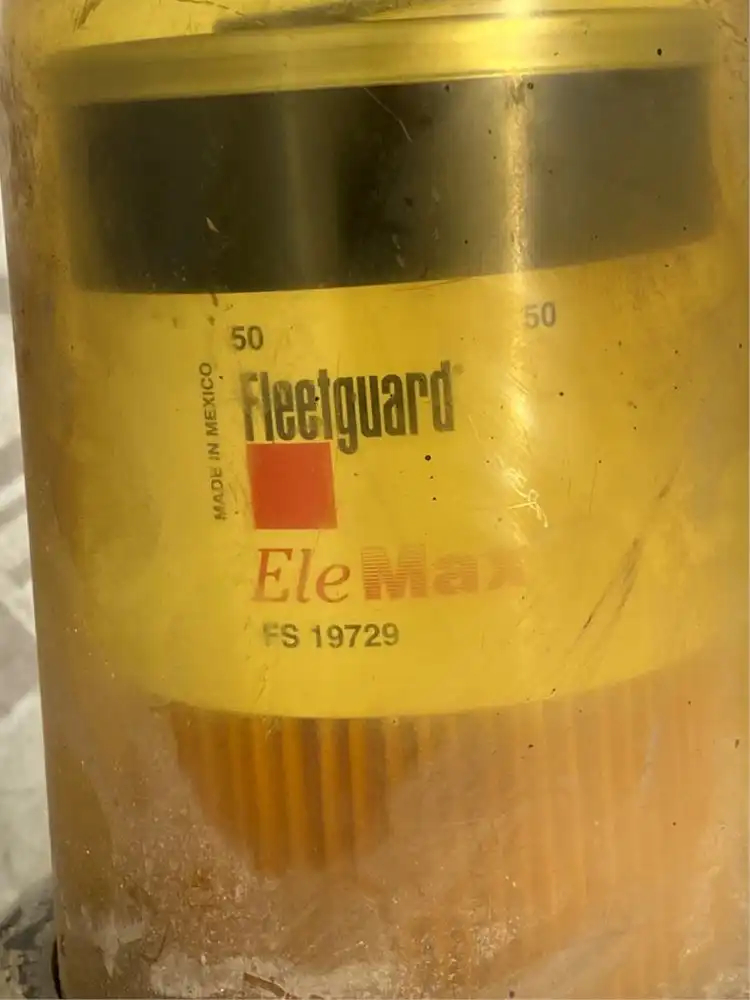 50
50
MADE IN MEXICO
Fleetguard
EleMax
FS 19729